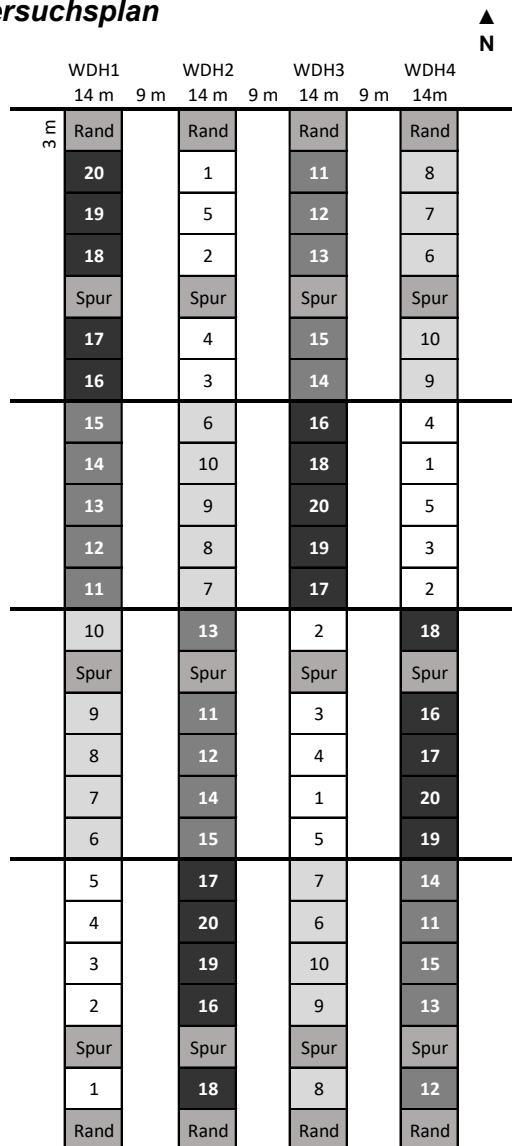 ersuchsplan
▲
N
WDH1 WDH2 WDH3 WDH4
14 m 9 m 14 m 9 m 14 m 9 m 14m
3 m
Rand Rand Rand Rand
20 1 11 8
19 5 12 7
18 2 13 6
Spur Spur Spur Spur
17 4 15 10
16 3 14 9
15 6 16 4
14 10 18 1
13 9 20 5
12 8 19 3
11 7 17 2
10 13 2 18
Spur Spur Spur Spur
9 11 3 16
8 12 4 17
7 14 1 20
6 15 5 19
5 17 7 14
4 20 6 11
3 19 10 15
2 16 9 13
Spur Spur Spur Spur
1 18 8 12
Rand Rand Rand Rand